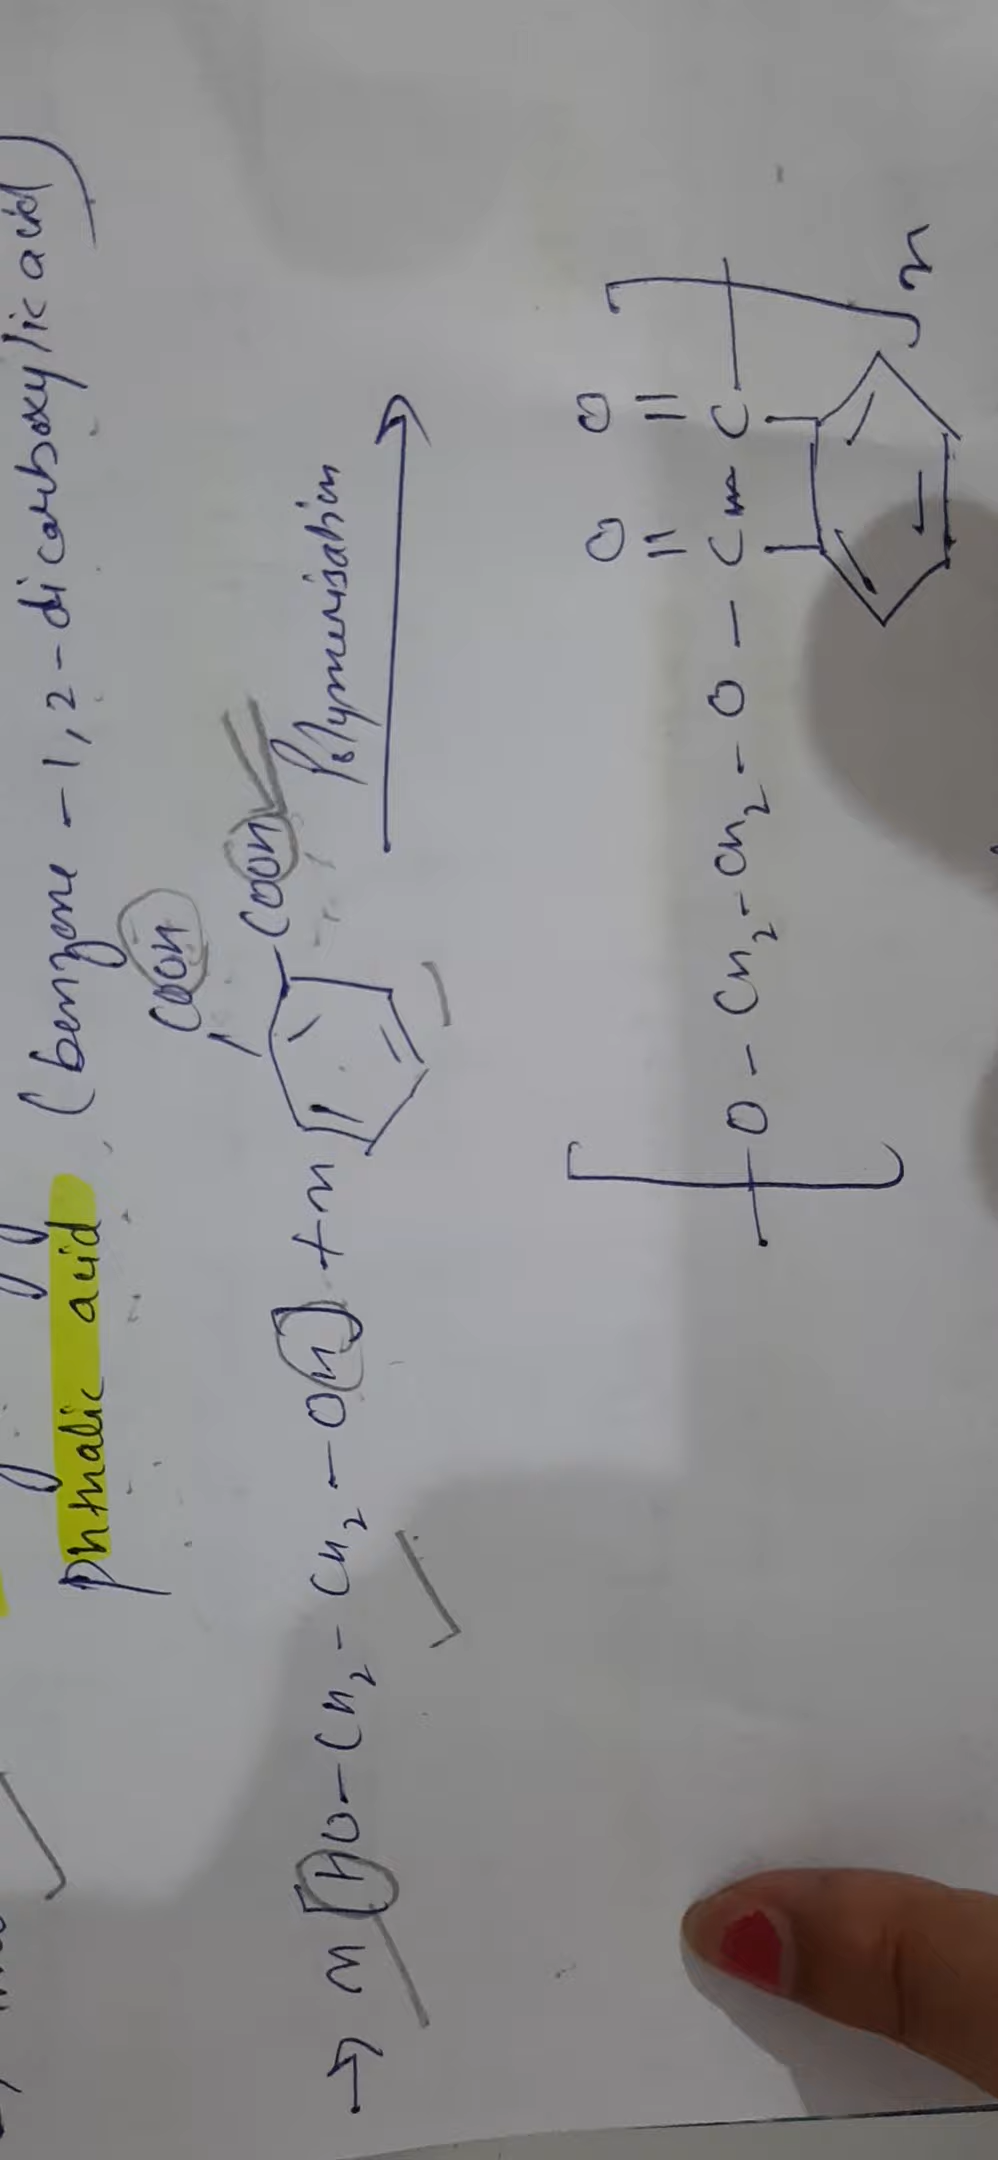 phthalic acid (benzene - 1,2 - dicarboxylic acid)
COOH
→ n [HO - CH2 - CH2 - OH] + n COOH Polymerisation
O O
|| ||
[ - O - CH2 - CH2 - O - C C - ] n